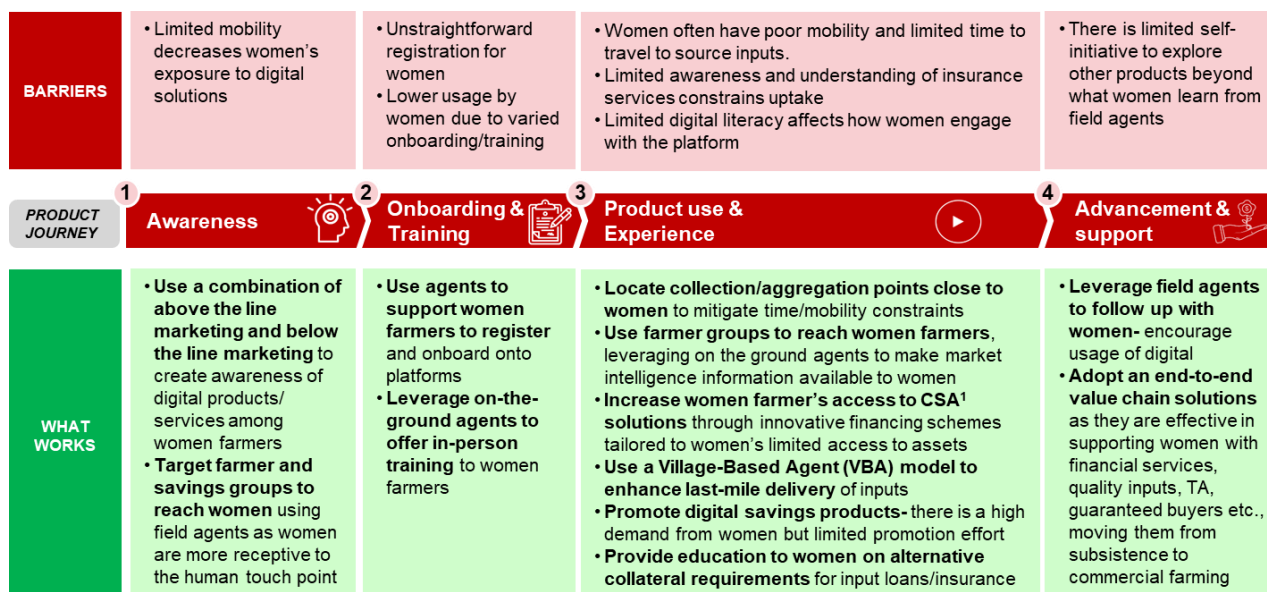 BARRIERS
• Limited mobility
decreases women's
exposure to digital
solutions
• Unstraightforward
registration for
women
• Lower usage by
women due to varied
onboarding/training
• Women often have poor mobility and limited time to
travel to source inputs.
• Limited awareness and understanding of insurance
services constrains uptake
• Limited digital literacy affects how women engage
with the platform
• There is limited self-
initiative to explore
other products beyond
what women learn from
field agents
PRODUCT
JOURNEY
1
Awareness
2
Onboarding &
Training
3
Product use &
Experience
4
Advancement &
support
WHAT
WORKS
• Use a combination of
above the line
marketing and below
the line marketing to
create awareness of
digital products/
services among
women farmers
• Target farmer and
savings groups to
reach women using
field agents as women
are more receptive to
the human touch point
• Use agents to
support women
farmers to register
and onboard onto
platforms
• Leverage on-the-
ground agents to
offer in-person
training to women
farmers
• Locate collection/aggregation points close to
women to mitigate time/mobility constraints
• Use farmer groups to reach women farmers,
leveraging on the ground agents to make market
intelligence information available to women
• Increase women farmer's access to CSA¹
solutions through innovative financing schemes
tailored to women's limited access to assets
• Use a Village-Based Agent (VBA) model to
enhance last-mile delivery of inputs
• Promote digital savings products- there is a high
demand from women but limited promotion effort
• Provide education to women on alternative
collateral requirements for input loans/insurance
• Leverage field agents
to follow up with
women- encourage
usage of digital
• Adopt an end-to-end
value chain solutions
as they are effective in
supporting women with
financial services,
quality inputs, TA,
guaranteed buyers etc.,
moving them from
subsistence to
commercial farming